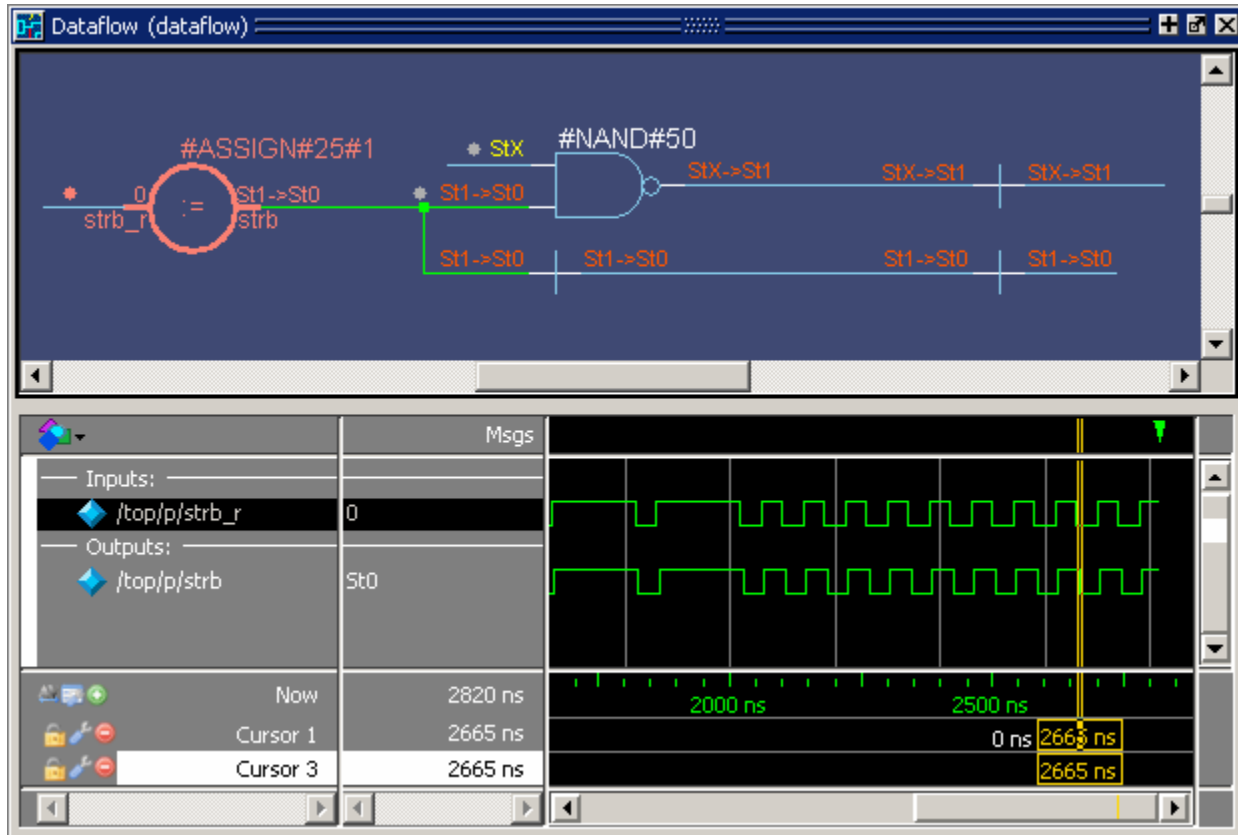 Dataflow (dataflow)
#ASSIGN#25#1
StX
#NAND#50
StX->St1 StX->St1 StX->St1
0 St1->St0 St1->St0
strb_r := strb
St1->St0 St1->St0 St1->St0 St1->St0
Msgs
Inputs:
/top/p/strb_r 0
Outputs:
/top/p/strb St0
Now 2820 ns 2000 ns 2500 ns
Cursor 1 2665 ns 0 ns 2665 ns
Cursor 3 2665 ns 2665 ns